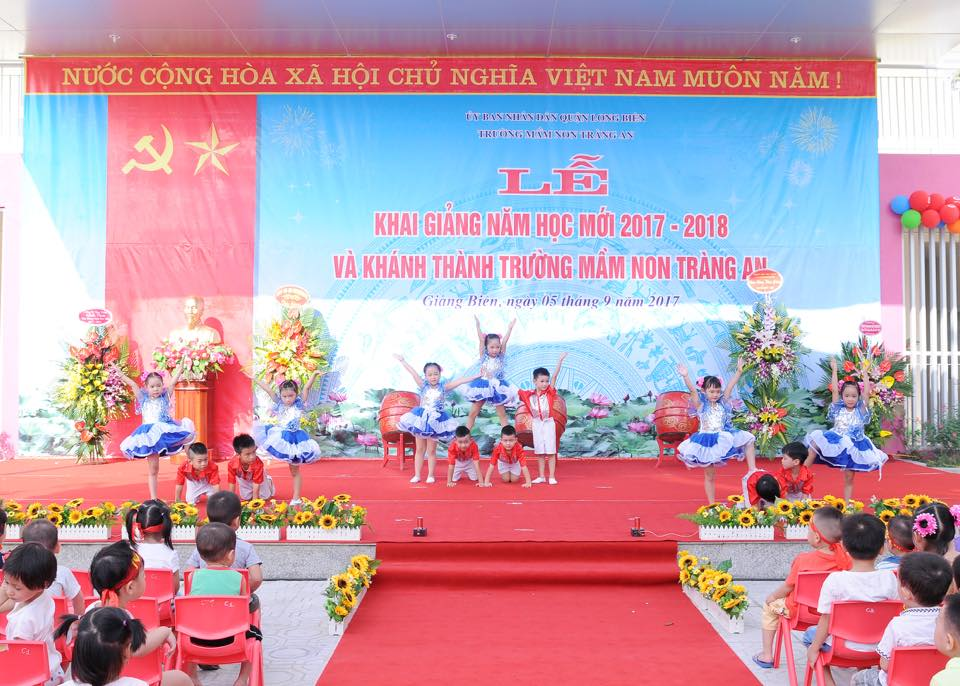 NƯỚC CỘNG HÒA XÃ HỘI CHỦ NGHĨA VIỆT NAM MUÔN NĂM !
ỦY BAN NHÂN DÂN QUẬN LONG BIÊN
TRƯỜNG MẦM NON TRÀNG AN
LỄ
KHAI GIẢNG NĂM HỌC MỚI 2017 - 2018
VÀ KHÁNH THÀNH TRƯỜNG MẦM NON TRÀNG AN
Giang Biên, ngày 05 tháng 9 năm 2017